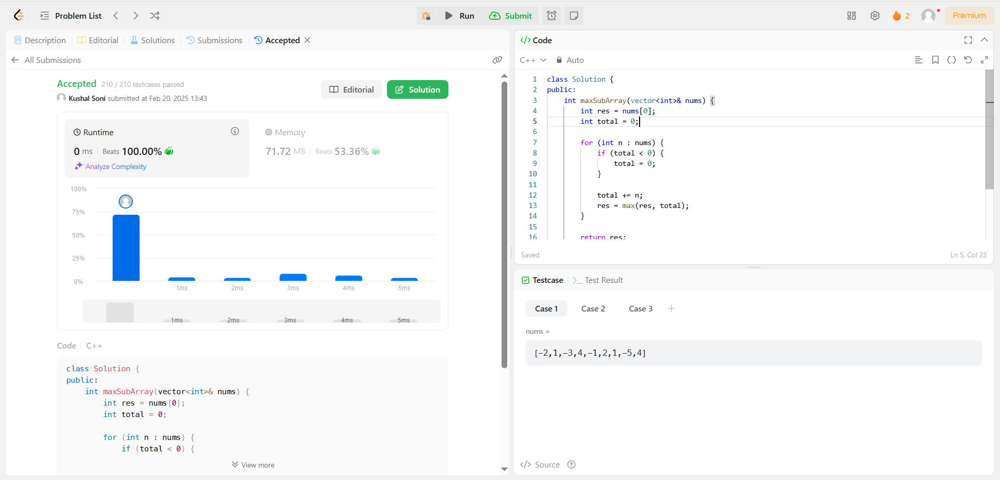 Problem List
Run
Submit
2
Premium
Description
Editorial
Solutions
Submissions
Accepted
All Submissions
Accepted 210 / 210 testcases passed
Kushal Soni submitted at Feb 20, 2025 13:43
Editorial
Solution
Runtime
0 ms Beats 100.00%
Analyze Complexity
Memory
71.72 MB Beats 53.36%
100%
75%
50%
25%
0%
1ms 2ms 3ms 4ms 5ms
1ms 2ms 3ms 4ms 5ms
Code C++
class Solution {
public:
    int maxSubArray(vector<int>& nums) {
        int res = nums[0];
        int total = 0;
        for (int n : nums) {
            if (total < 0) {
View more
</> Code
C++
Auto
1 class Solution {
2 public:
3     int maxSubArray(vector<int>& nums) {
4         int res = nums[0];
5         int total = 0;
6
7         for (int n : nums) {
8             if (total < 0) {
9                 total = 0;
10             }
11
12             total += n;
13             res = max(res, total);
14         }
15
16         return res;
Saved
Ln 5, Col 23
Testcase
Test Result
Case 1
Case 2
Case 3
nums =
[-2,1,-3,4,-1,2,1,-5,4]
</> Source